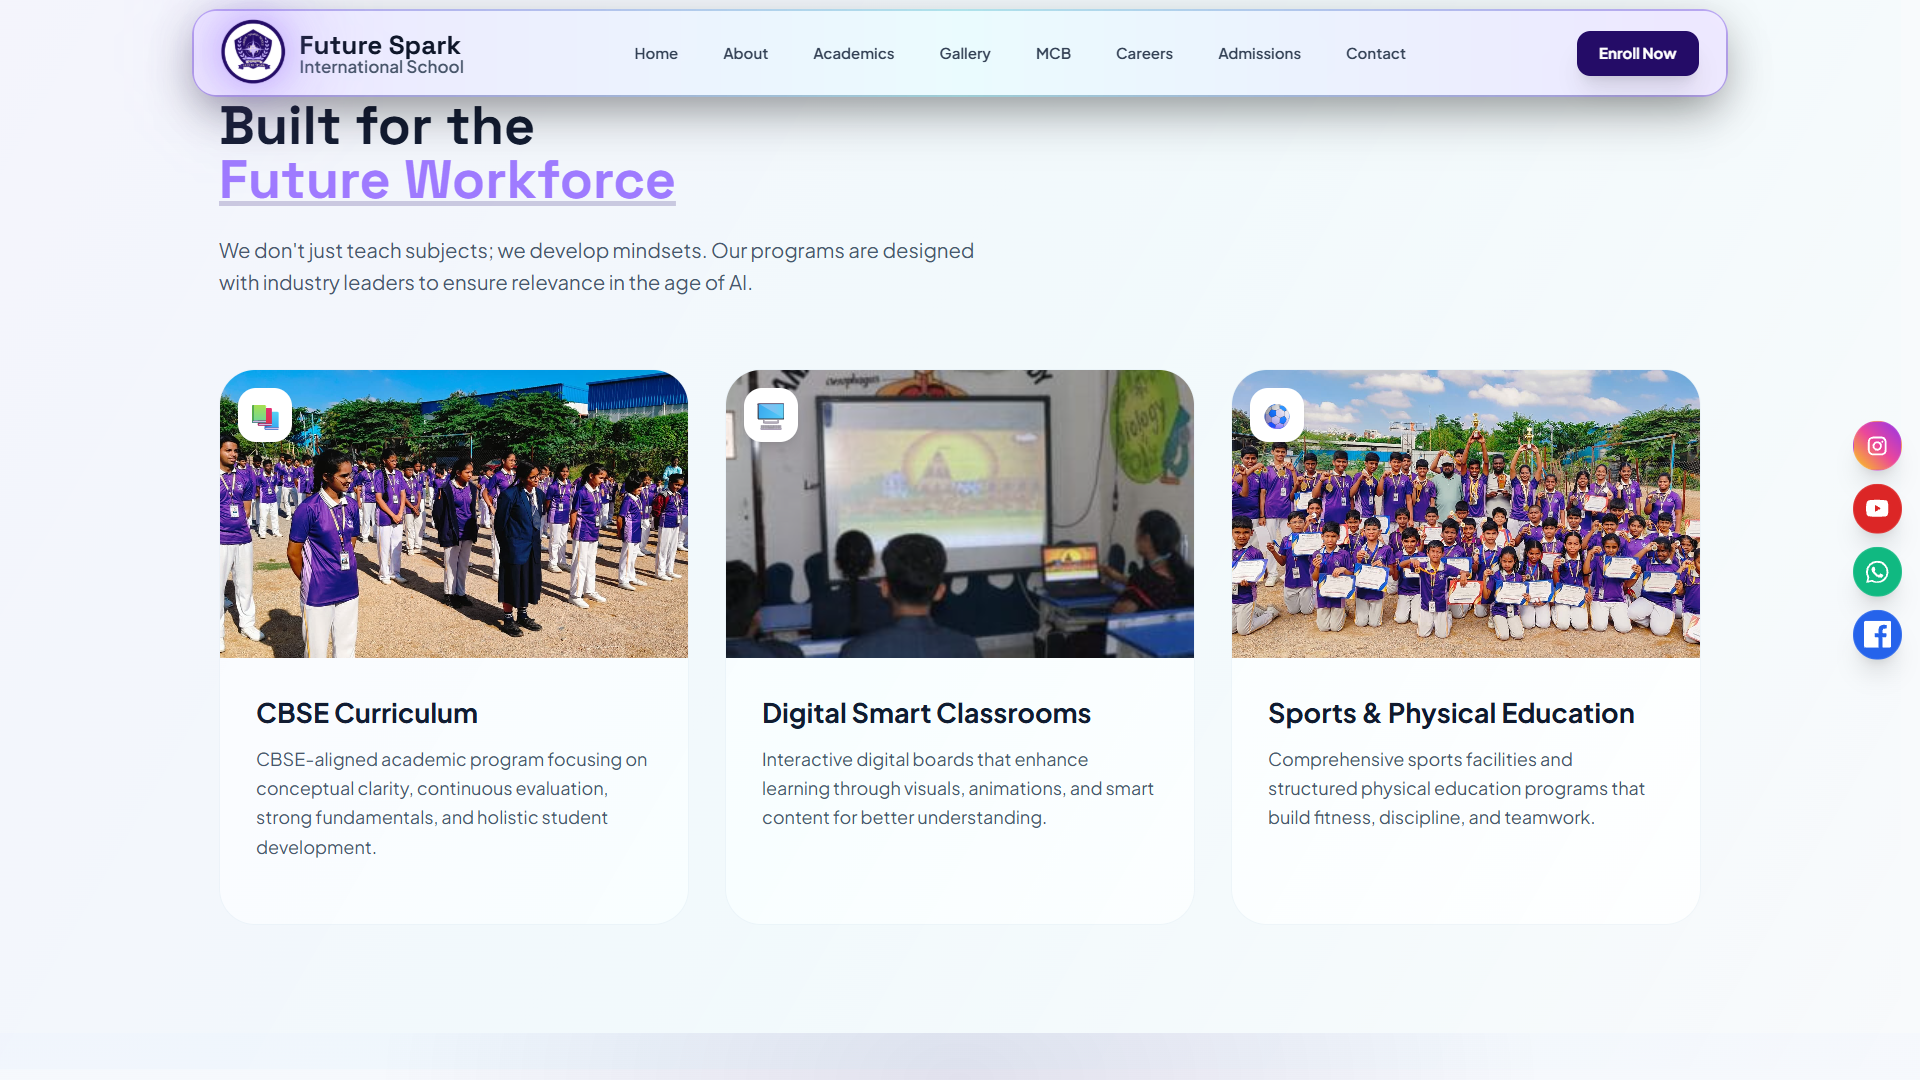 Future Spark
International School
Home
About
Academics
Gallery
MCB
Careers
Admissions
Contact
Enroll Now
Built for the
Future Workforce
We don't just teach subjects; we develop mindsets. Our programs are designed
with industry leaders to ensure relevance in the age of AI.
oesophagus
Biology
CBSE Curriculum
CBSE-aligned academic program focusing on
conceptual clarity, continuous evaluation,
strong fundamentals, and holistic student
development.
Digital Smart Classrooms
Interactive digital boards that enhance
learning through visuals, animations, and smart
content for better understanding.
Sports & Physical Education
Comprehensive sports facilities and
structured physical education programs that
build fitness, discipline, and teamwork.